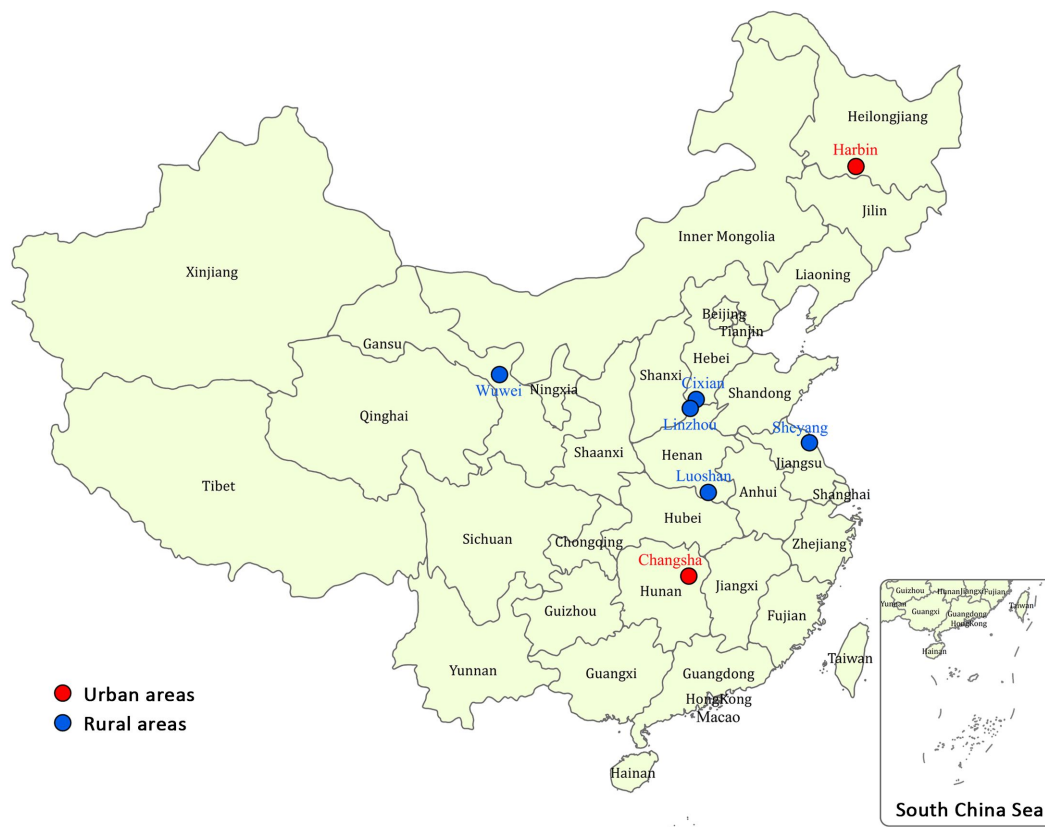 Heilongjiang
Harbin
Jilin
Inner Mongolia
Xinjiang
Liaoning
Beijing
Tianjin
Gansu
Hebei
Shanxi
Cixian
Wuwei
Ningxia
Shandong
Qinghai
Linzhou
Sheyang
Shaanxi
Henan
Jiangsu
Luoshan
Tibet
Anhui
Shanghai
Hubei
Sichuan
Chongqing
Zhejiang
Changsha
Hunan
Jiangxi
Guizhou
Fujian
Taiwan
Yunnan
Guangxi
Guangdong
HongKong
Macao
Hainan
Urban areas
Rural areas
Guizhou
Hunan
Jiangxi
Fujian
Yunnan
Guangxi
Guangdong
HongKong
Taiwan
Hainan
South China Sea